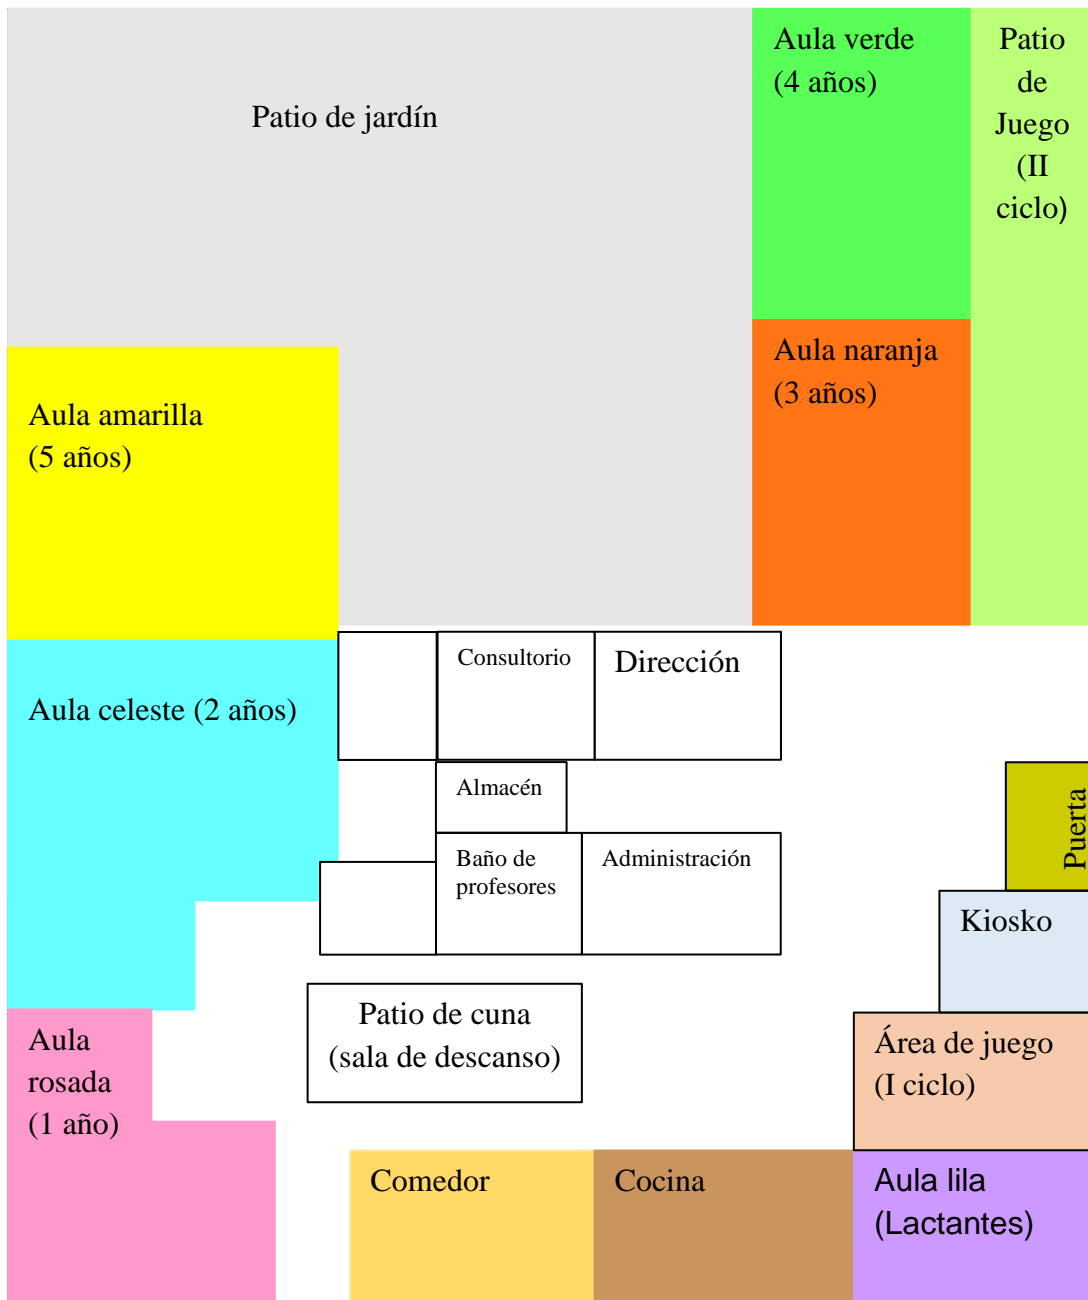 Patio de jardín
Aula verde
(4 años)
Patio
de
Juego
(II
ciclo)
Aula naranja
(3 años)
Aula amarilla
(5 años)
Aula celeste (2 años)
Consultorio
Dirección
Almacén
Baño de
profesores
Administración
Puerta
Kiosko
Patio de cuna
(sala de descanso)
Área de juego
(I ciclo)
Aula
rosada
(1 año)
Comedor
Cocina
Aula lila
(Lactantes)